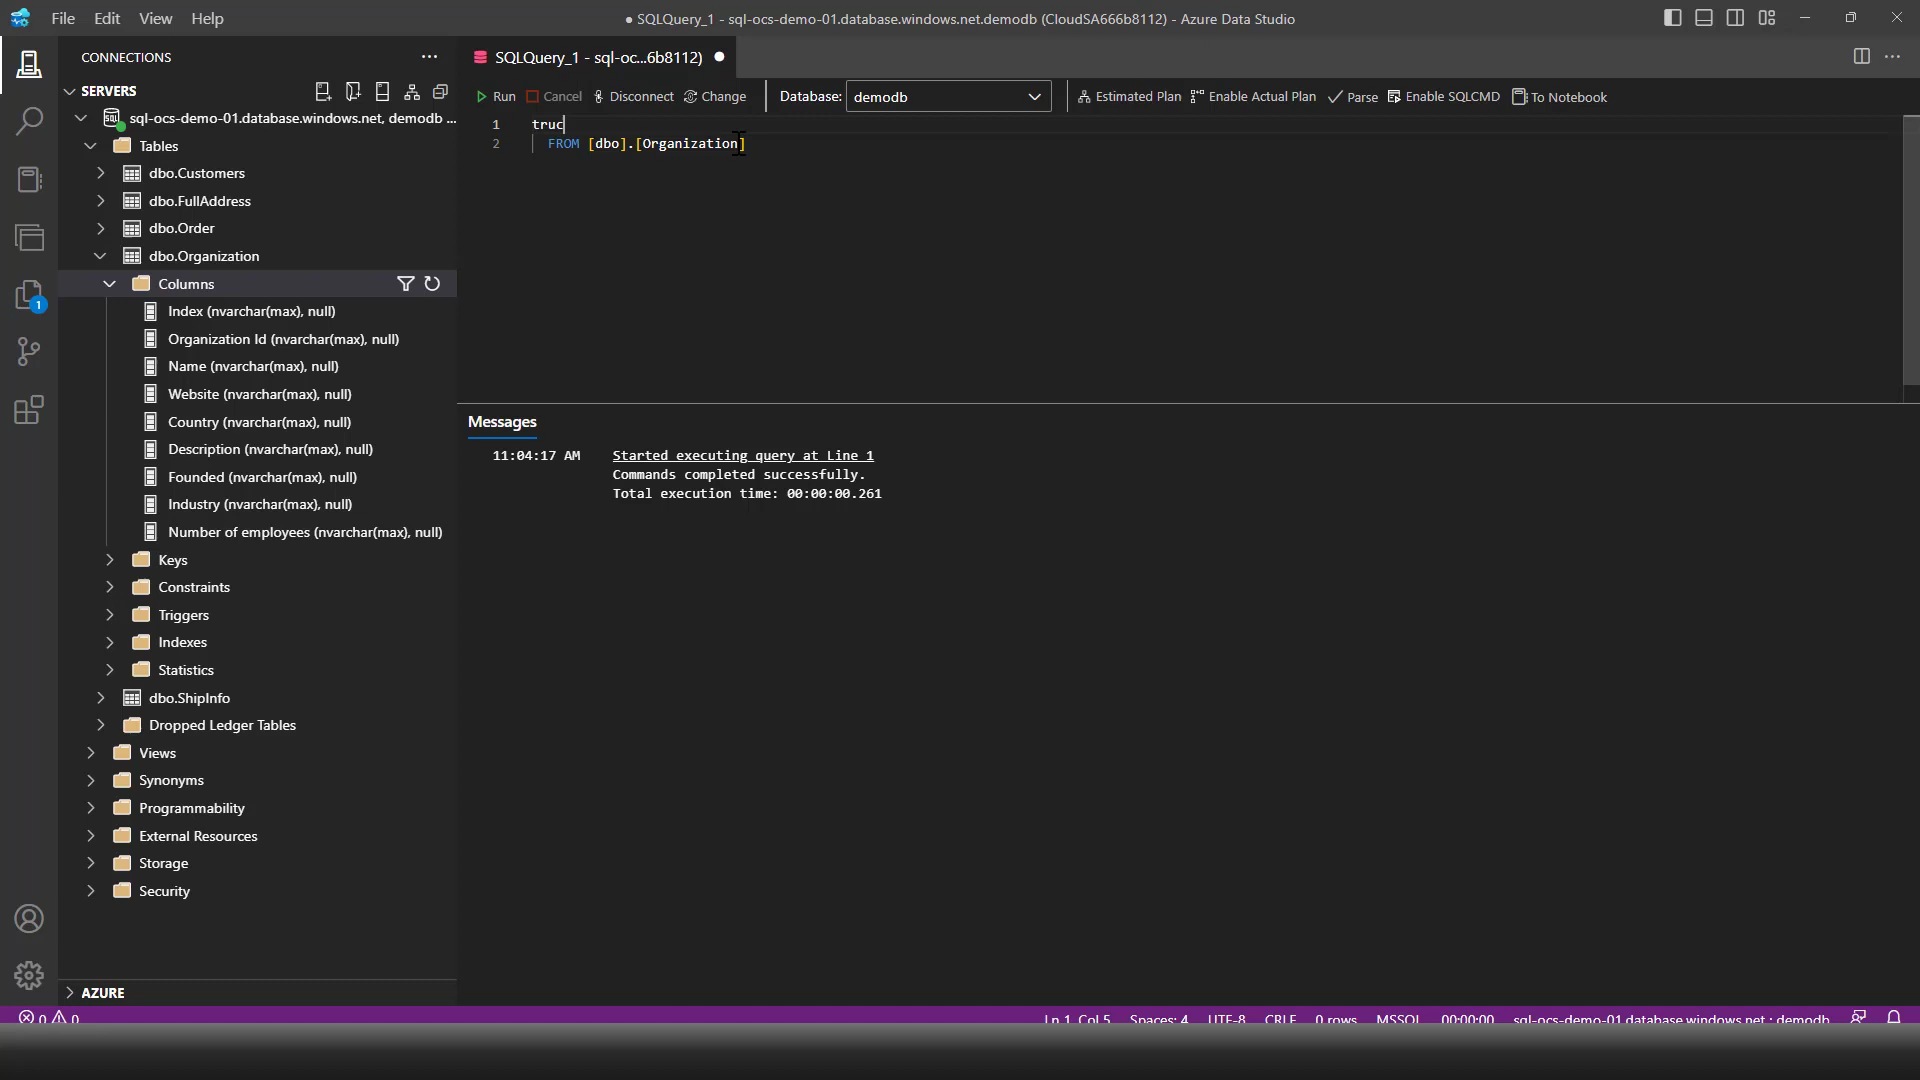 File Edit View Help
● SQLQuery_1 - sql-ocs-demo-01.database.windows.net.demodb (CloudSA666b8112) - Azure Data Studio
CONNECTIONS
SQLQuery_1 - sql-oc...6b8112)
SERVERS
Run Cancel Disconnect Change Database: demodb Estimated Plan Enable Actual Plan Parse Enable SQLCMD To Notebook
sql-ocs-demo-01.database.windows.net, demodb ...
Tables
dbo.Customers
dbo.FullAddress
dbo.Order
dbo.Organization
Columns
Index (nvarchar(max), null)
Organization Id (nvarchar(max), null)
Name (nvarchar(max), null)
Website (nvarchar(max), null)
Country (nvarchar(max), null)
Description (nvarchar(max), null)
Founded (nvarchar(max), null)
Industry (nvarchar(max), null)
Number of employees (nvarchar(max), null)
Keys
Constraints
Triggers
Indexes
Statistics
dbo.ShipInfo
Dropped Ledger Tables
Views
Synonyms
Programmability
External Resources
Storage
Security
AZURE
1 truc
2 FROM [dbo].[Organization]
Messages
11:04:17 AM Started executing query at Line 1
Commands completed successfully.
Total execution time: 00:00:00.261
1
0 0
Ln 1, Col 5 Spaces: 4 UTF-8 CRLF 0 rows MSSQL 00:00:00 sql-ocs-demo-01.database.windows.net : demodb